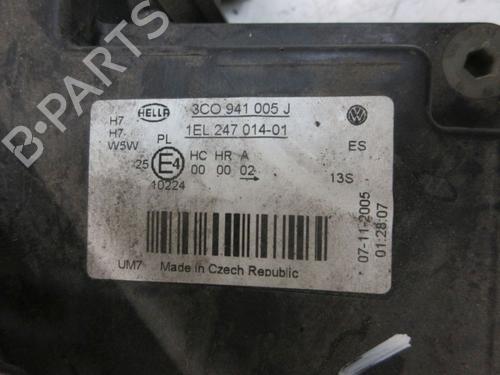 HELLA
3C0 941 005 J
1EL 247 014-01
H7
H7
W5W
PL
25
E4
10224
HC HR A
00 00 02
ES
13S
07-11-2005
01:28:07
UM7
Made in Czech Republic
B-PARTS